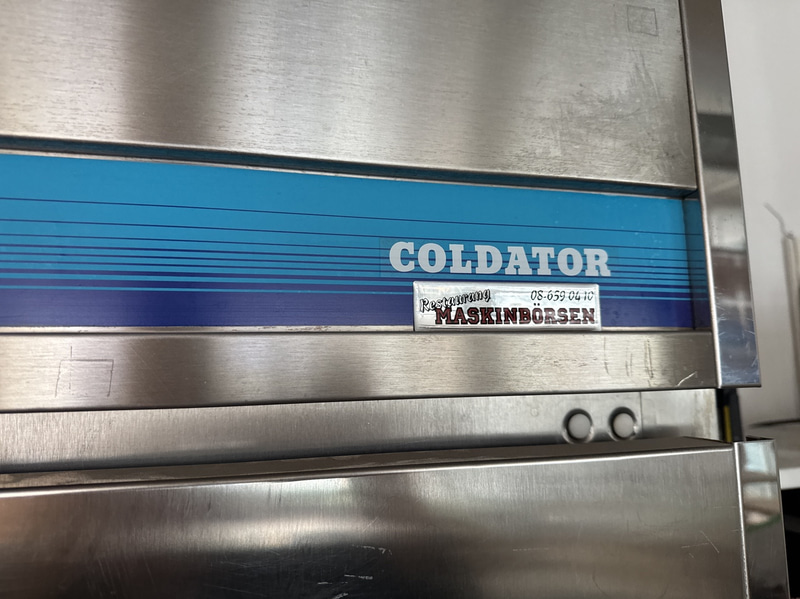 COLDATOR
Restaurang 08-659 04 10
MASKINBÖRSEN